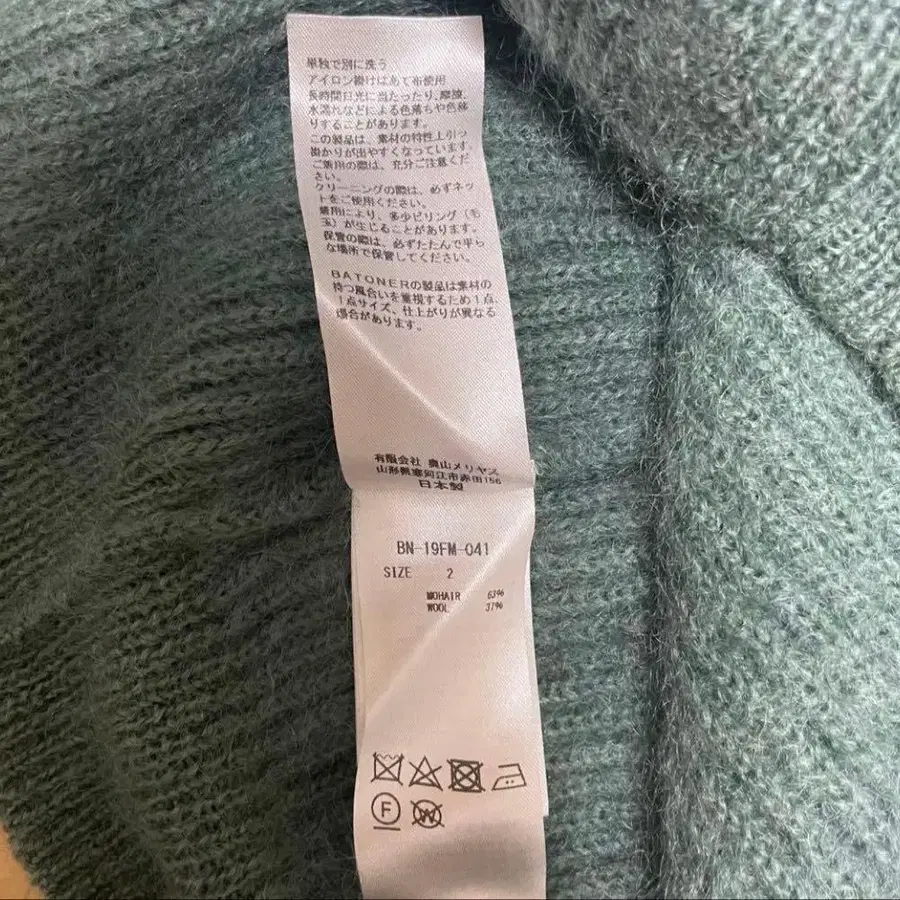 単独で別に洗う
アイロン掛けはあて布使用
長時間日光に当たったり、摩擦、
水濡れなどによる色落ちや色移
りすることがあります。
この製品は、素材の特性上引っ
掛かりが出やすくなっています。
ご着用の際は、充分ご注意くだ
さい。
クリーニングの際は、必ずネッ
トをご使用ください。
着用により、多少ピリング（毛
玉）が生じることがあります。
保管の際は、必ずたたんで平ら
な場所で保管してください。
BATONERの製品は素材の
持つ風合いを重視するため1点、
1点サイズ、仕上がりが異なる
場合があります。
有限会社 奥山メリヤス
山形県寒河江市赤田156
日本製
BN-19FM-041
SIZE 2
MOHAIR 63%
WOOL 37%
F
W